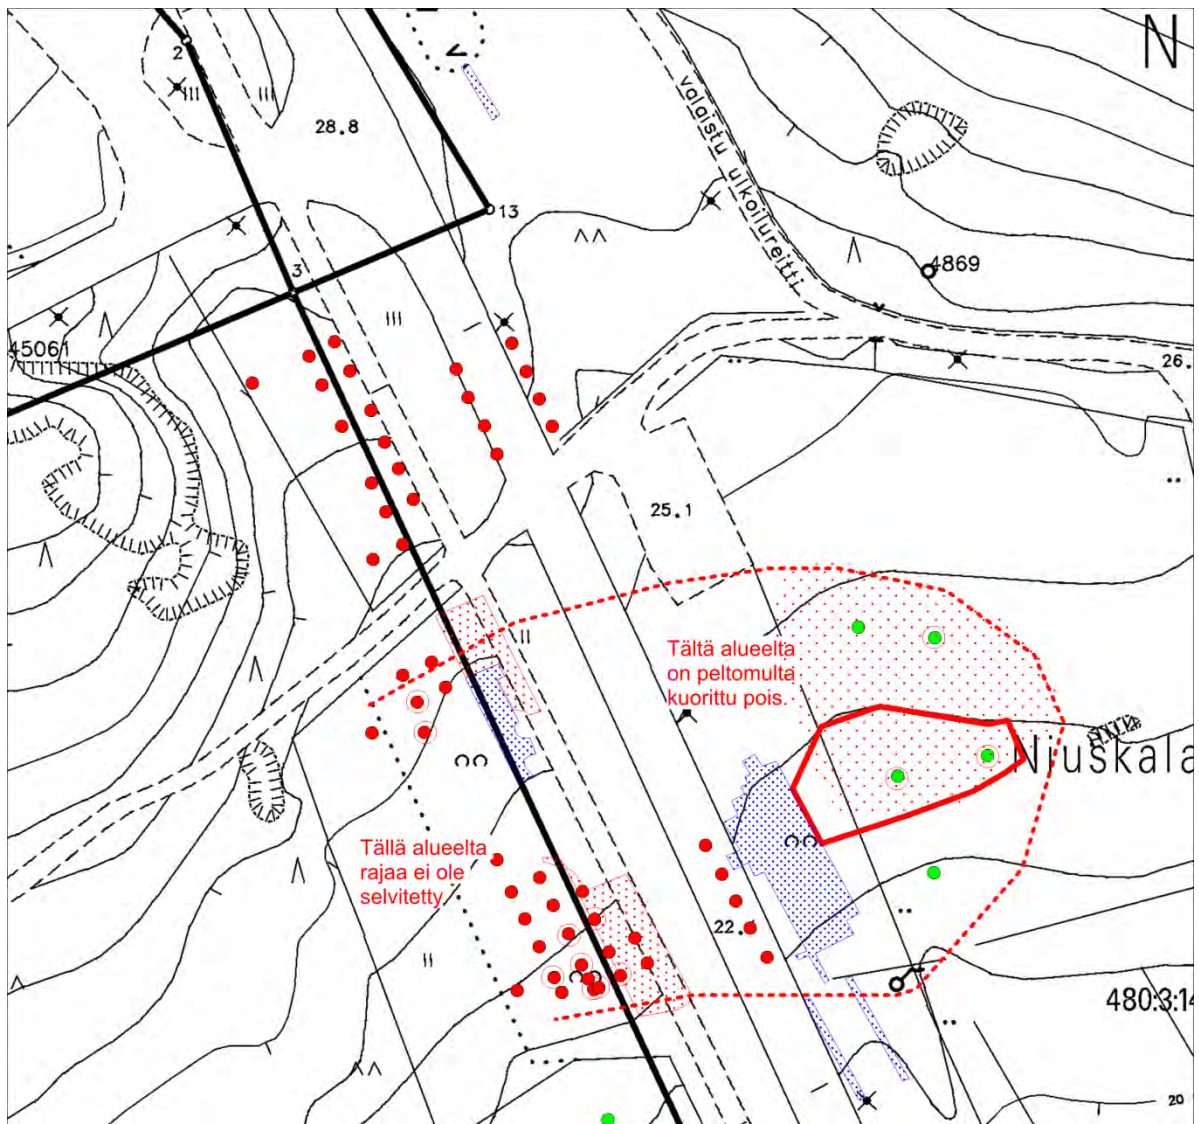 N
2
28.8
valaistu ulkoilureitti
13
4869
3
45061
26.
25.1
Tältä alueelta
on peltomulta
kuorittu pois.
Niuskala
Tällä alueelta
rajaa ei ole
selvitetty.
22.
480:3:14
20